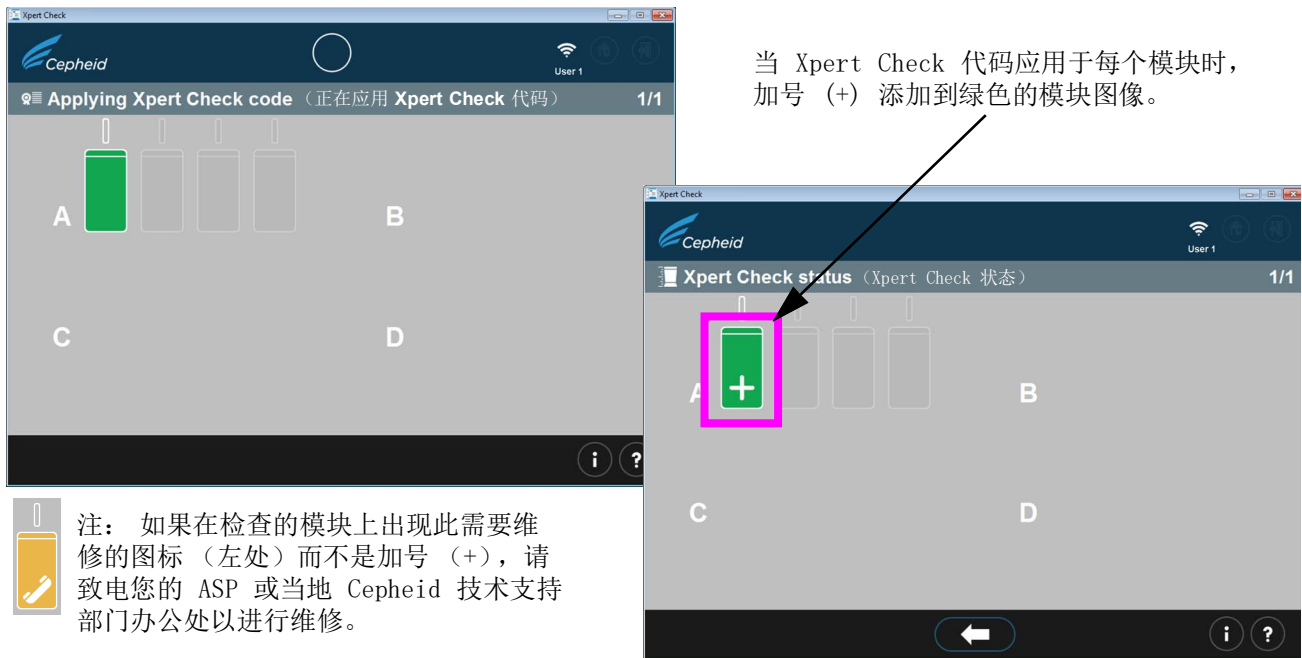 Xpert Check
Cepheid
User 1
Applying Xpert Check code（正在应用 Xpert Check 代码） 1/1
A
B
C
D
i ?
当 Xpert Check 代码应用于每个模块时，
加号 (+) 添加到绿色的模块图像。
Xpert Check
Cepheid
User 1
Xpert Check status（Xpert Check 状态） 1/1
A
+
B
C
D
i ?
注： 如果在检查的模块上出现此需要维
修的图标 （左处）而不是加号 （+），请
致电您的 ASP 或当地 Cepheid 技术支持
部门办公处以进行维修。